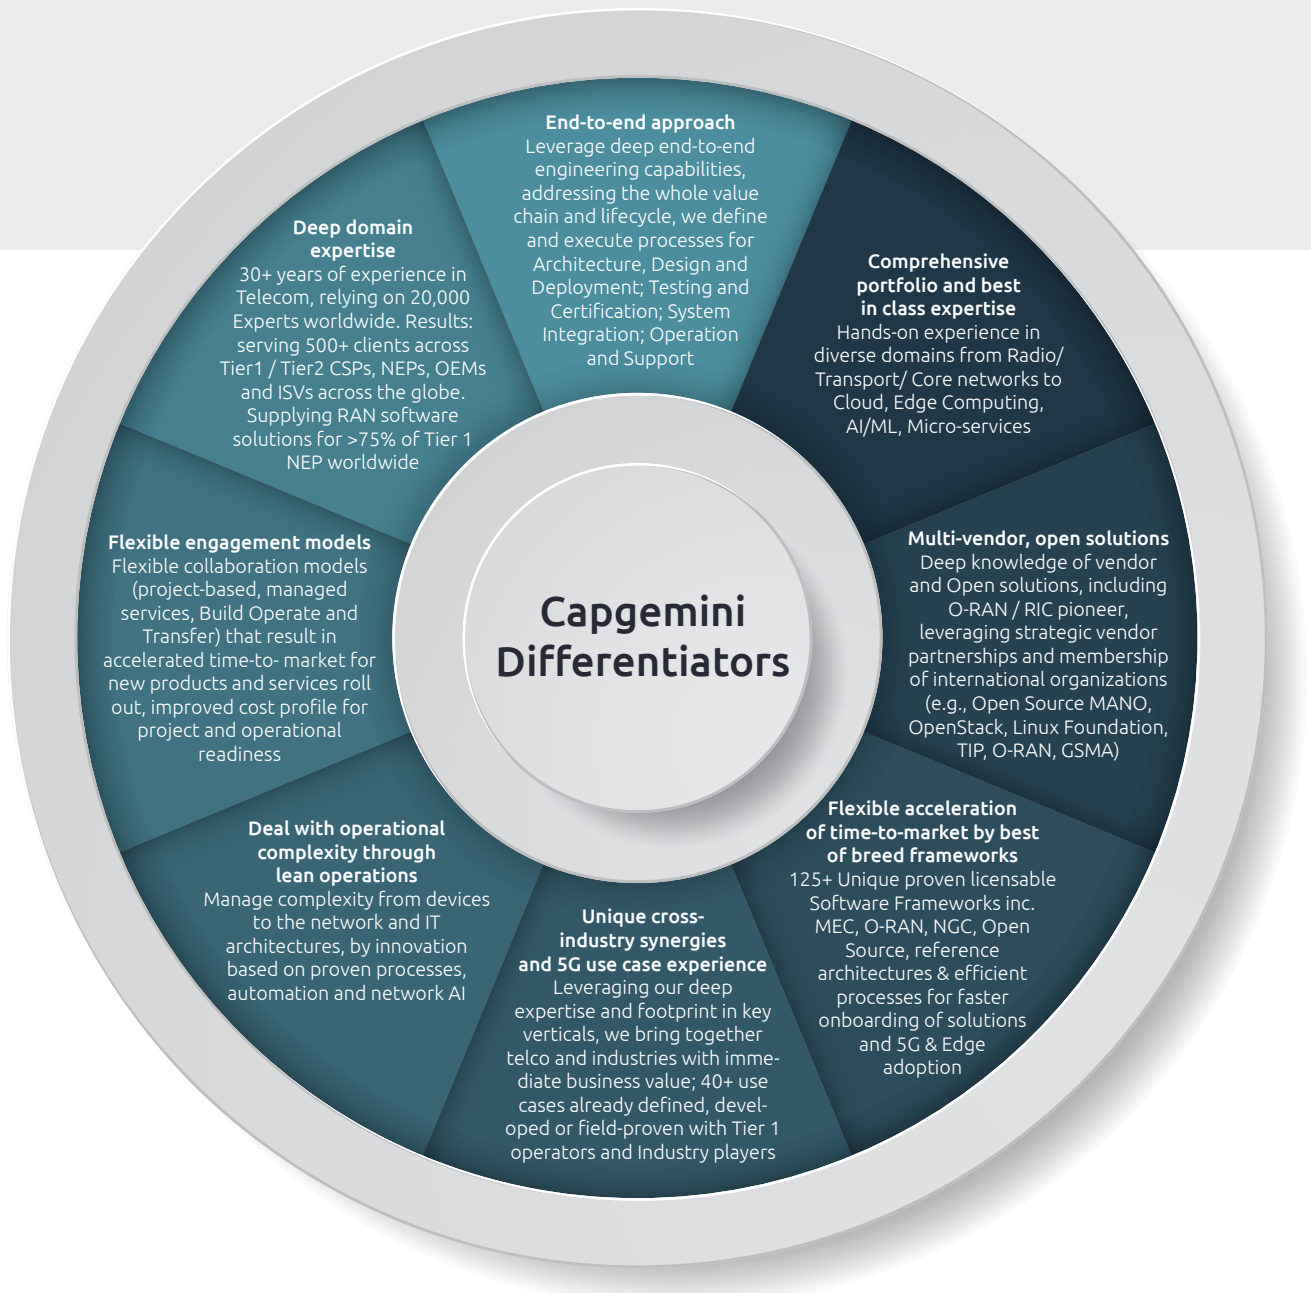 End-to-end approach
Leverage deep end-to-end
engineering capabilities,
addressing the whole value
chain and lifecycle, we define
and execute processes for
Architecture, Design and
Deployment; Testing and
Certification; System
Integration; Operation
and Support
Comprehensive
portfolio and best
in class expertise
Hands-on experience in
diverse domains from Radio/
Transport/ Core networks to
Cloud, Edge Computing,
AI/ML, Micro-services
Multi-vendor, open solutions
Deep knowledge of vendor
and Open solutions, including
O-RAN / RIC pioneer,
leveraging strategic vendor
partnerships and membership
of international organizations
(e.g., Open Source MANO,
OpenStack, Linux Foundation,
TIP, O-RAN, GSMA)
Flexible acceleration
of time-to-market by best
of breed frameworks
125+ Unique proven licensable
Software Frameworks inc.
MEC, O-RAN, NGC, Open
Source, reference
architectures & efficient
processes for faster
onboarding of solutions
and 5G & Edge
adoption
Unique cross-
industry synergies
and 5G use case experience
Leveraging our deep
expertise and footprint in key
verticals, we bring together
telco and industries with imme-
diate business value; 40+ use
cases already defined, devel-
oped or field-proven with Tier 1
operators and Industry players
Deal with operational
complexity through
lean operations
Manage complexity from devices
to the network and IT
architectures, by innovation
based on proven processes,
automation and network AI
Flexible engagement models
Flexible collaboration models
(project-based, managed
services, Build Operate and
Transfer) that result in
accelerated time-to- market for
new products and services roll
out, improved cost profile for
project and operational
readiness
Deep domain
expertise
30+ years of experience in
Telecom, relying on 20,000
Experts worldwide. Results:
serving 500+ clients across
Tier1 / Tier2 CSPs, NEPs, OEMs
and ISVs across the globe.
Supplying RAN software
solutions for >75% of Tier 1
NEP worldwide
Capgemini
Differentiators